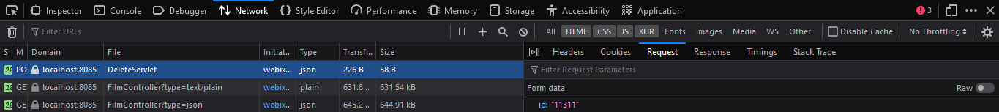 Inspector Console Debugger Network Style Editor Performance Memory Storage Accessibility Application 3
Filter URLs All HTML CSS JS XHR Fonts Images Media WS Other Disable Cache No Throttling
M Domain File Initiat... Type Transf... Size Headers Cookies Request Response Timings Stack Trace
PO localhost:8085 DeleteServlet webix... json 226 B 58 B Filter Request Parameters
GE localhost:8085 FilmController?type=text/plain webix... plain 631.8... 631.54 kB Form data Raw
GE localhost:8085 FilmController?type=json webix... json 645.2... 644.91 kB id: "11311"